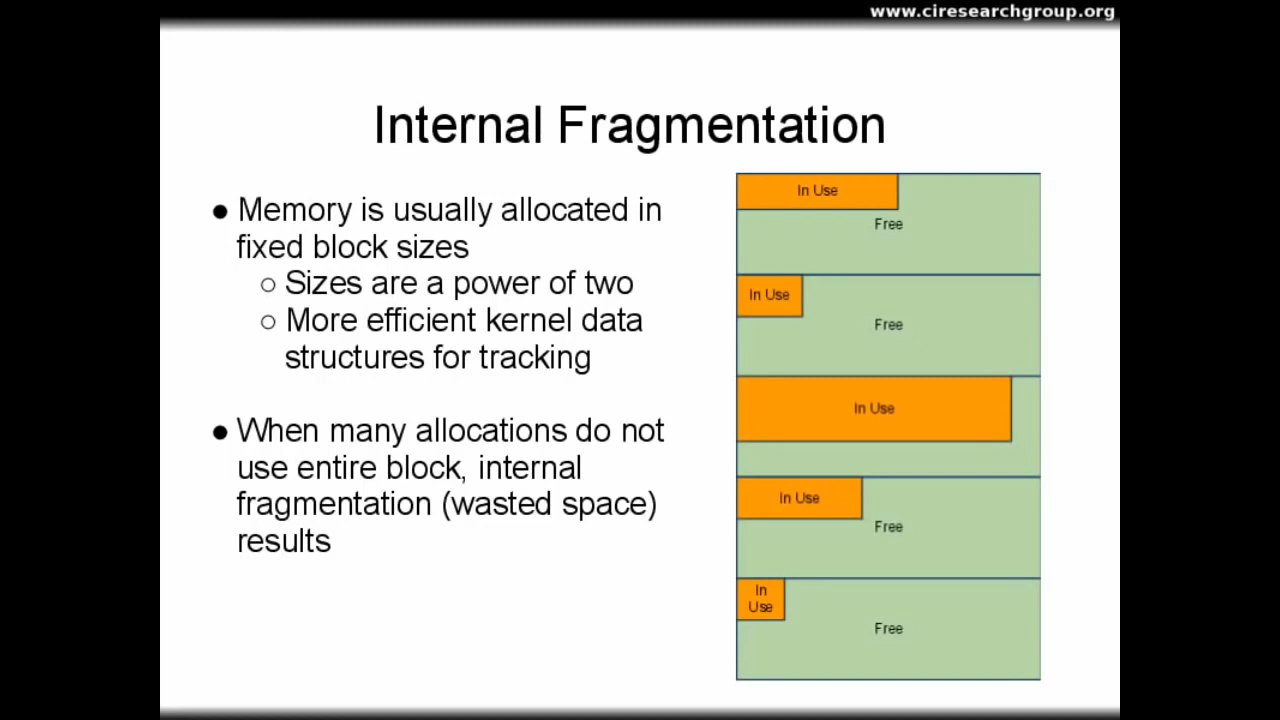 www.ciresearchgroup.org
Internal Fragmentation
● Memory is usually allocated in
fixed block sizes
○ Sizes are a power of two
○ More efficient kernel data
structures for tracking
● When many allocations do not
use entire block, internal
fragmentation (wasted space)
results
In Use
Free
In Use
Free
In Use
In Use
Free
In
Use
Free